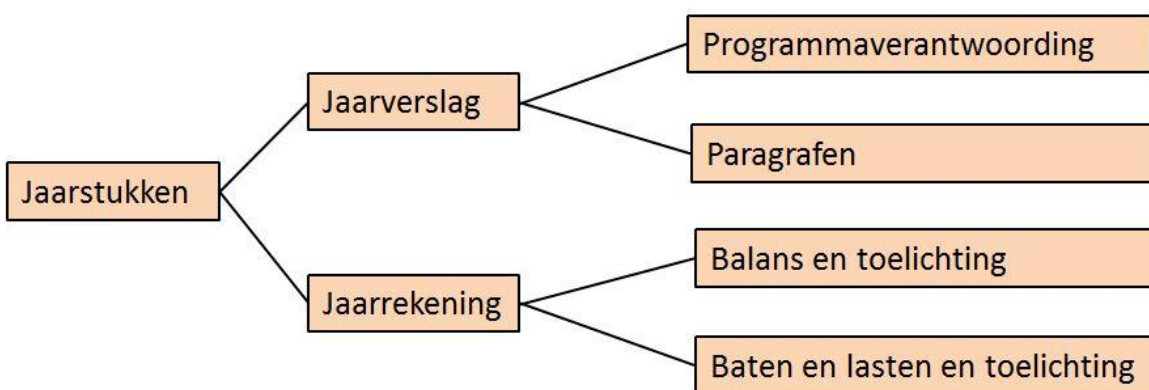 Jaarstukken
Jaarverslag
Programmaverantwoording
Paragrafen
Jaarrekening
Balans en toelichting
Baten en lasten en toelichting